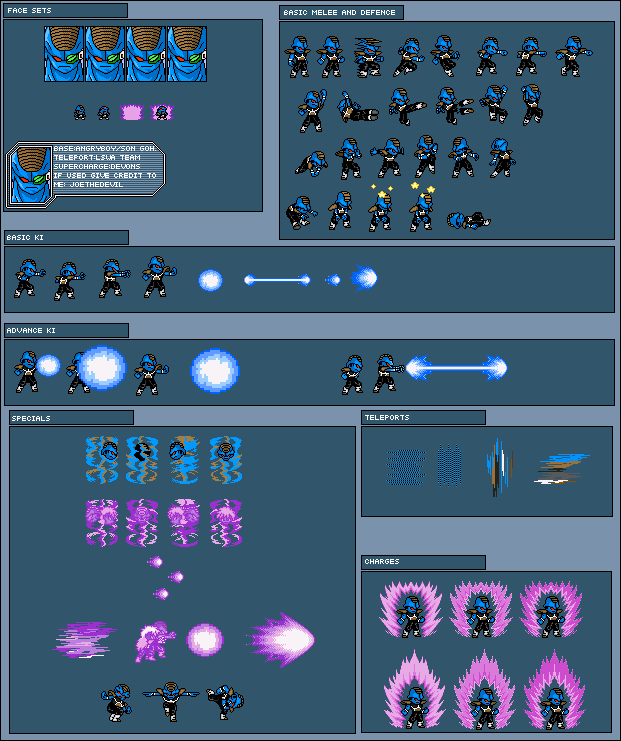 FACE SETS
BASIC MELEE AND DEFENCE
BASE:ANGRYBOY/SON GOH.
TELEPORT:LSWA TEAM
SUPERCHARGE:DEVONS
IF USED GIVE CREDIT TO
ME: JOETHEDEVIL
BASIC KI
ADVANCE KI
SPECIALS
TELEPORTS
CHARGES